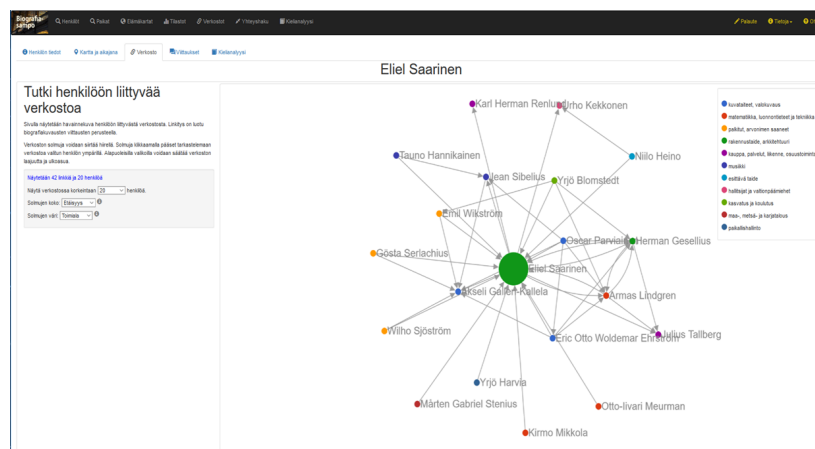 Biografia-
sampo
Henkilöt
Paikat
Elämäkartat
Tilastot
Verkostot
Yhteyshaku
Kielianalyysi
Palaute
Tietoja
Henkilön tiedot
Kartta ja aikajana
Verkosto
Viittaukset
Kielianalyysi
Eliel Saarinen
Tutki henkilöön liittyvää
verkostoa
Sivulla näytetään havainnekuva henkilön liittyvästä verkostosta. Linkitys on luotu
biografiakuvausten viittausten perusteella.
Verkoston solmuja voidaan siirtää hiirellä. Solmuja klikkaamalla pääset tarkastelemaan
verkostoa valitun henkilön ympärillä. Alapuolisilla valikoilla voidaan säätää verkoston
laajuutta ja ulkoasua.
Näytetään 42 linkkiä ja 20 henkilöä
Näytä verkostossa korkeintaan 20 henkilöä.
Solmujen koko: Etäisyys
Solmujen väri: Toimiala
Karl Herman Renlund
Urho Kekkonen
Tauno Hannikainen
Niilo Heino
Jean Sibelius
Yrjö Blomstedt
Emil Wikström
Oscar Parviainen
Herman Gesellius
Gösta Serlachius
Eliel Saarinen
Akseli Gallen-Kallela
Armas Lindgren
Wilho Sjöström
Eric Otto Woldemar Ehrström
Julius Tallberg
Yrjö Harvia
Mårten Gabriel Stenius
Otto-Iivari Meurman
Kirmo Mikkola
kuvataiteet, valokuvaus
matematiikka, luonnontieteet ja tekniikka
palkitut, arvonimen saaneet
rakennustaide, arkkitehtuuri
kauppa, palvelut, liikenne, osuustoiminta
musiikki
esittävä taide
hallitsijat ja valtionpäämiehet
kasvatus ja koulutus
maa-, metsä- ja karjatalous
paikallishallinto